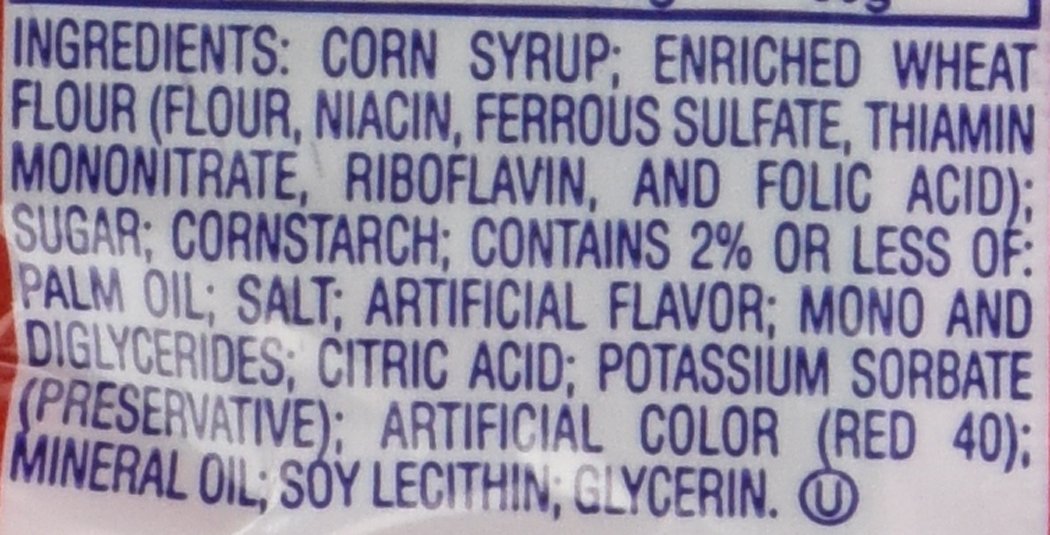 INGREDIENTS: CORN SYRUP; ENRICHED WHEAT
FLOUR (FLOUR, NIACIN, FERROUS SULFATE, THIAMIN
MONONITRATE, RIBOFLAVIN, AND FOLIC ACID);
SUGAR; CORNSTARCH; CONTAINS 2% OR LESS OF:
PALM OIL; SALT; ARTIFICIAL FLAVOR; MONO AND
DIGLYCERIDES; CITRIC ACID; POTASSIUM SORBATE
(PRESERVATIVE); ARTIFICIAL COLOR (RED 40);
MINERAL OIL; SOY LECITHIN; GLYCERIN. U